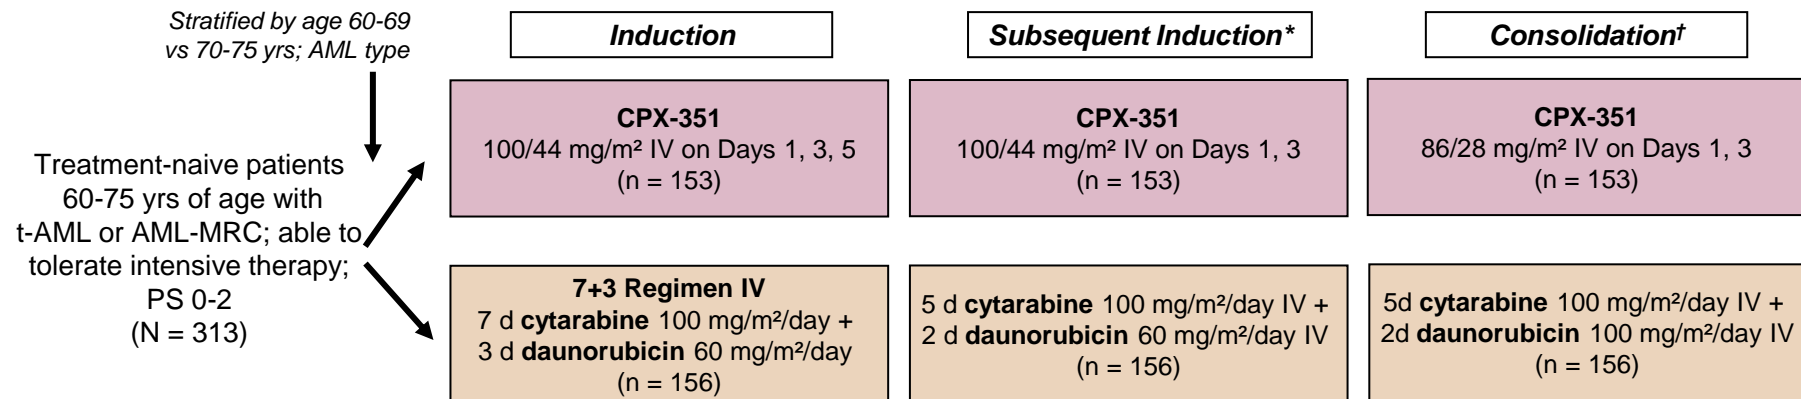 Stratified by age 60-69
vs 70-75 yrs; AML type
Treatment-naive patients
60-75 yrs of age with
t-AML or AML-MRC; able to
tolerate intensive therapy;
PS 0-2
(N = 313)
Induction
CPX-351
100/44 mg/m² IV on Days 1, 3, 5
(n = 153)
7+3 Regimen IV
7 d cytarabine 100 mg/m²/day +
3 d daunorubicin 60 mg/m²/day
(n = 156)
Subsequent Induction*
CPX-351
100/44 mg/m² IV on Days 1, 3
(n = 153)
5 d cytarabine 100 mg/m²/day IV +
2 d daunorubicin 60 mg/m²/day IV
(n = 156)
Consolidation†
CPX-351
86/28 mg/m² IV on Days 1, 3
(n = 153)
5d cytarabine 100 mg/m²/day IV +
2d daunorubicin 100 mg/m²/day IV
(n = 156)